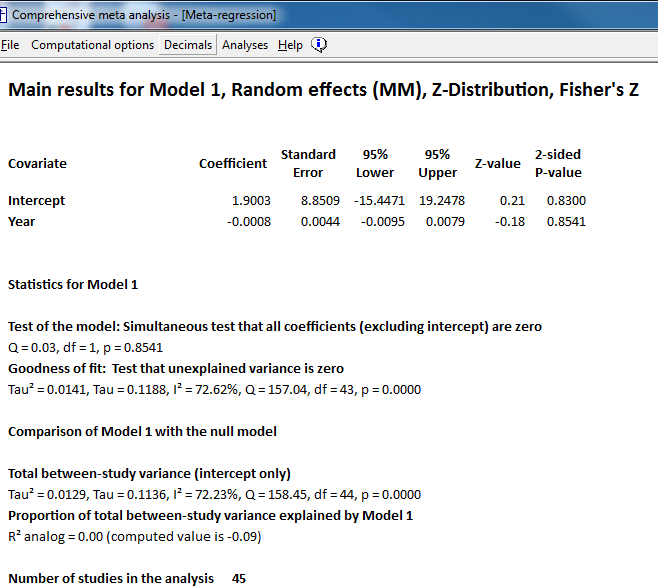 Comprehensive meta analysis - [Meta-regression]
File Computational options Decimals Analyses Help
Main results for Model 1, Random effects (MM), Z-Distribution, Fisher's Z
Covariate Coefficient Standard Error 95% Lower 95% Upper Z-value 2-sided P-value
Intercept 1.9003 8.8509 -15.4471 19.2478 0.21 0.8300
Year -0.0008 0.0044 -0.0095 0.0079 -0.18 0.8541
Statistics for Model 1
Test of the model: Simultaneous test that all coefficients (excluding intercept) are zero
Q = 0.03, df = 1, p = 0.8541
Goodness of fit: Test that unexplained variance is zero
Tau² = 0.0141, Tau = 0.1188, I² = 72.62%, Q = 157.04, df = 43, p = 0.0000
Comparison of Model 1 with the null model
Total between-study variance (intercept only)
Tau² = 0.0129, Tau = 0.1136, I² = 72.23%, Q = 158.45, df = 44, p = 0.0000
Proportion of total between-study variance explained by Model 1
R² analog = 0.00 (computed value is -0.09)
Number of studies in the analysis 45